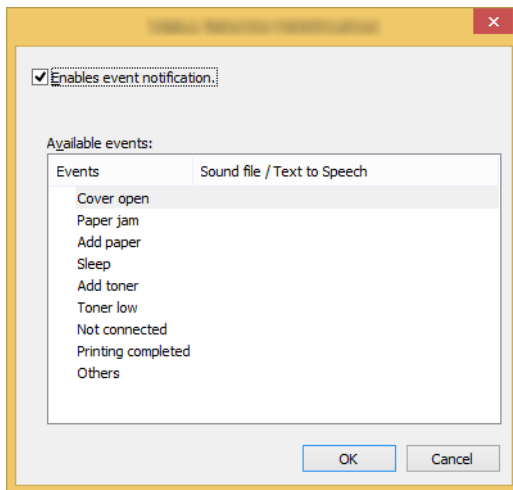 Enables event notification.
Available events:
Events Sound file / Text to Speech
Cover open
Paper jam
Add paper
Sleep
Add toner
Toner low
Not connected
Printing completed
Others
OK Cancel